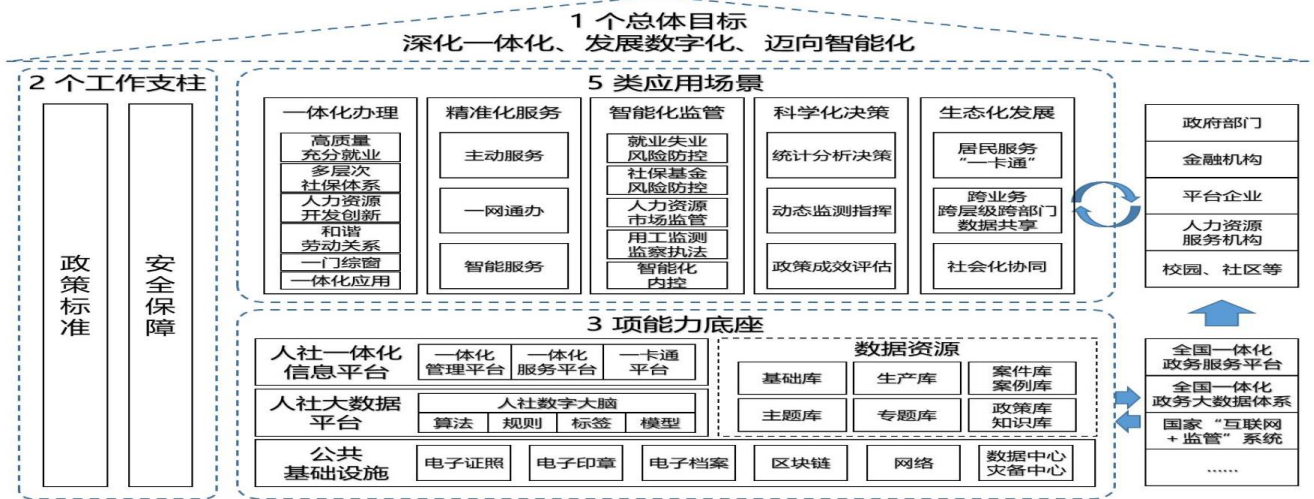 1 个总体目标
深化一体化、发展数字化、迈向智能化
2 个工作支柱
政策标准
安全保障
5 类应用场景
一体化办理
高质量
充分就业
多层次
社保体系
人力资源
开发创新
和谐
劳动关系
一门综窗
一体化应用
精准化服务
主动服务
一网通办
智能服务
智能化监管
就业失业
风险防控
社保基金
风险防控
人力资源
市场监管
用工监测
监察执法
智能化
内控
科学化决策
统计分析决策
动态监测指挥
政策成效评估
生态化发展
居民服务
“一卡通”
跨业务
跨层级跨部门
数据共享
社会化协同
政府部门
金融机构
平台企业
人力资源
服务机构
校园、社区等
3 项能力底座
人社一体化
信息平台
一体化
管理平台
一体化
服务平台
一卡通
平台
人社大数据
平台
人社数字大脑
算法
规则
标签
模型
数据资源
基础库
生产库
案件库
案例库
主题库
专题库
政策库
知识库
公共
基础设施
电子证照
电子印章
电子档案
区块链
网络
数据中心
灾备中心
全国一体化
政务服务平台
全国一体化
政务大数据体系
国家“互联网
+监管”系统
……